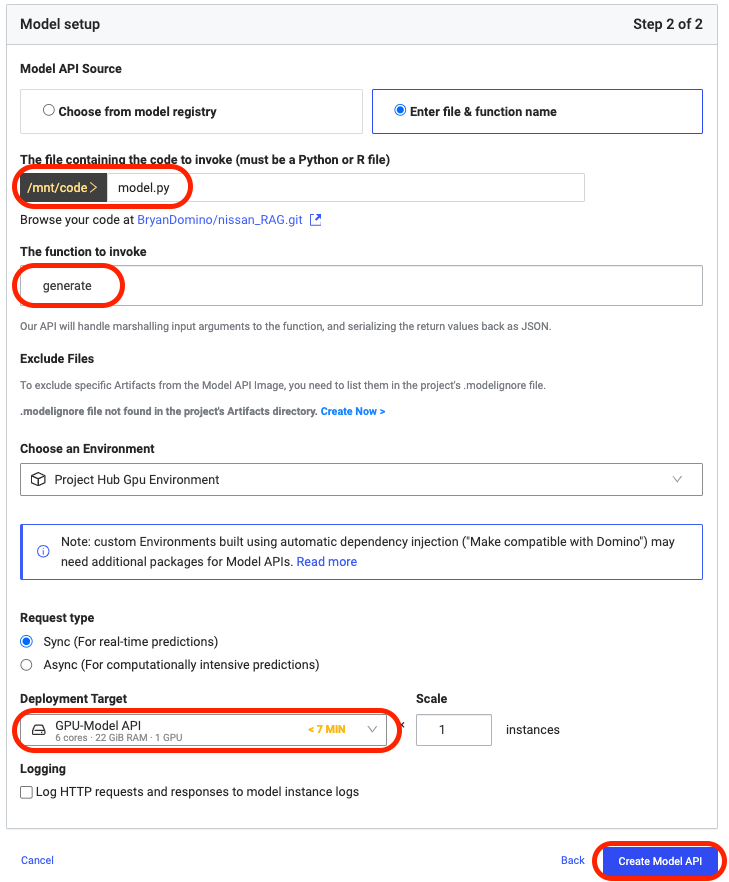 Model setup
Step 2 of 2
Model API Source
Choose from model registry
Enter file & function name
The file containing the code to invoke (must be a Python or R file)
/mnt/code > model.py
Browse your code at BryanDomino/nissan_RAG.git
The function to invoke
generate
Our API will handle marshalling input arguments to the function, and serializing the return values back as JSON.
Exclude Files
To exclude specific Artifacts from the Model API Image, you need to list them in the project's .modelignore file.
.modelignore file not found in the project's Artifacts directory. Create Now >
Choose an Environment
Project Hub Gpu Environment
Note: custom Environments built using automatic dependency injection ("Make compatible with Domino") may
need additional packages for Model APIs. Read more
Request type
Sync (For real-time predictions)
Async (For computationally intensive predictions)
Deployment Target
Scale
GPU-Model API
6 cores · 22 GiB RAM · 1 GPU
< 7 MIN
×
1
instances
Logging
Log HTTP requests and responses to model instance logs
Cancel
Back
Create Model API